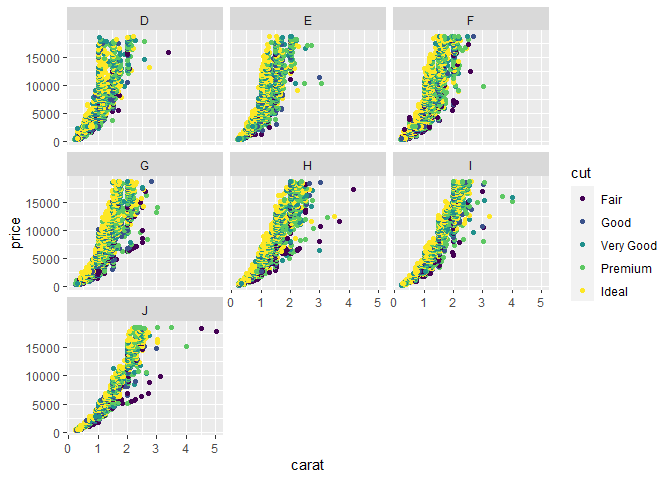 D E F
15000
10000
5000
0
G H I
15000
10000
5000
0
0 1 2 3 4 5 0 1 2 3 4 5
J
15000
10000
5000
0
0 1 2 3 4 5
price
carat
cut
Fair
Good
Very Good
Premium
Ideal